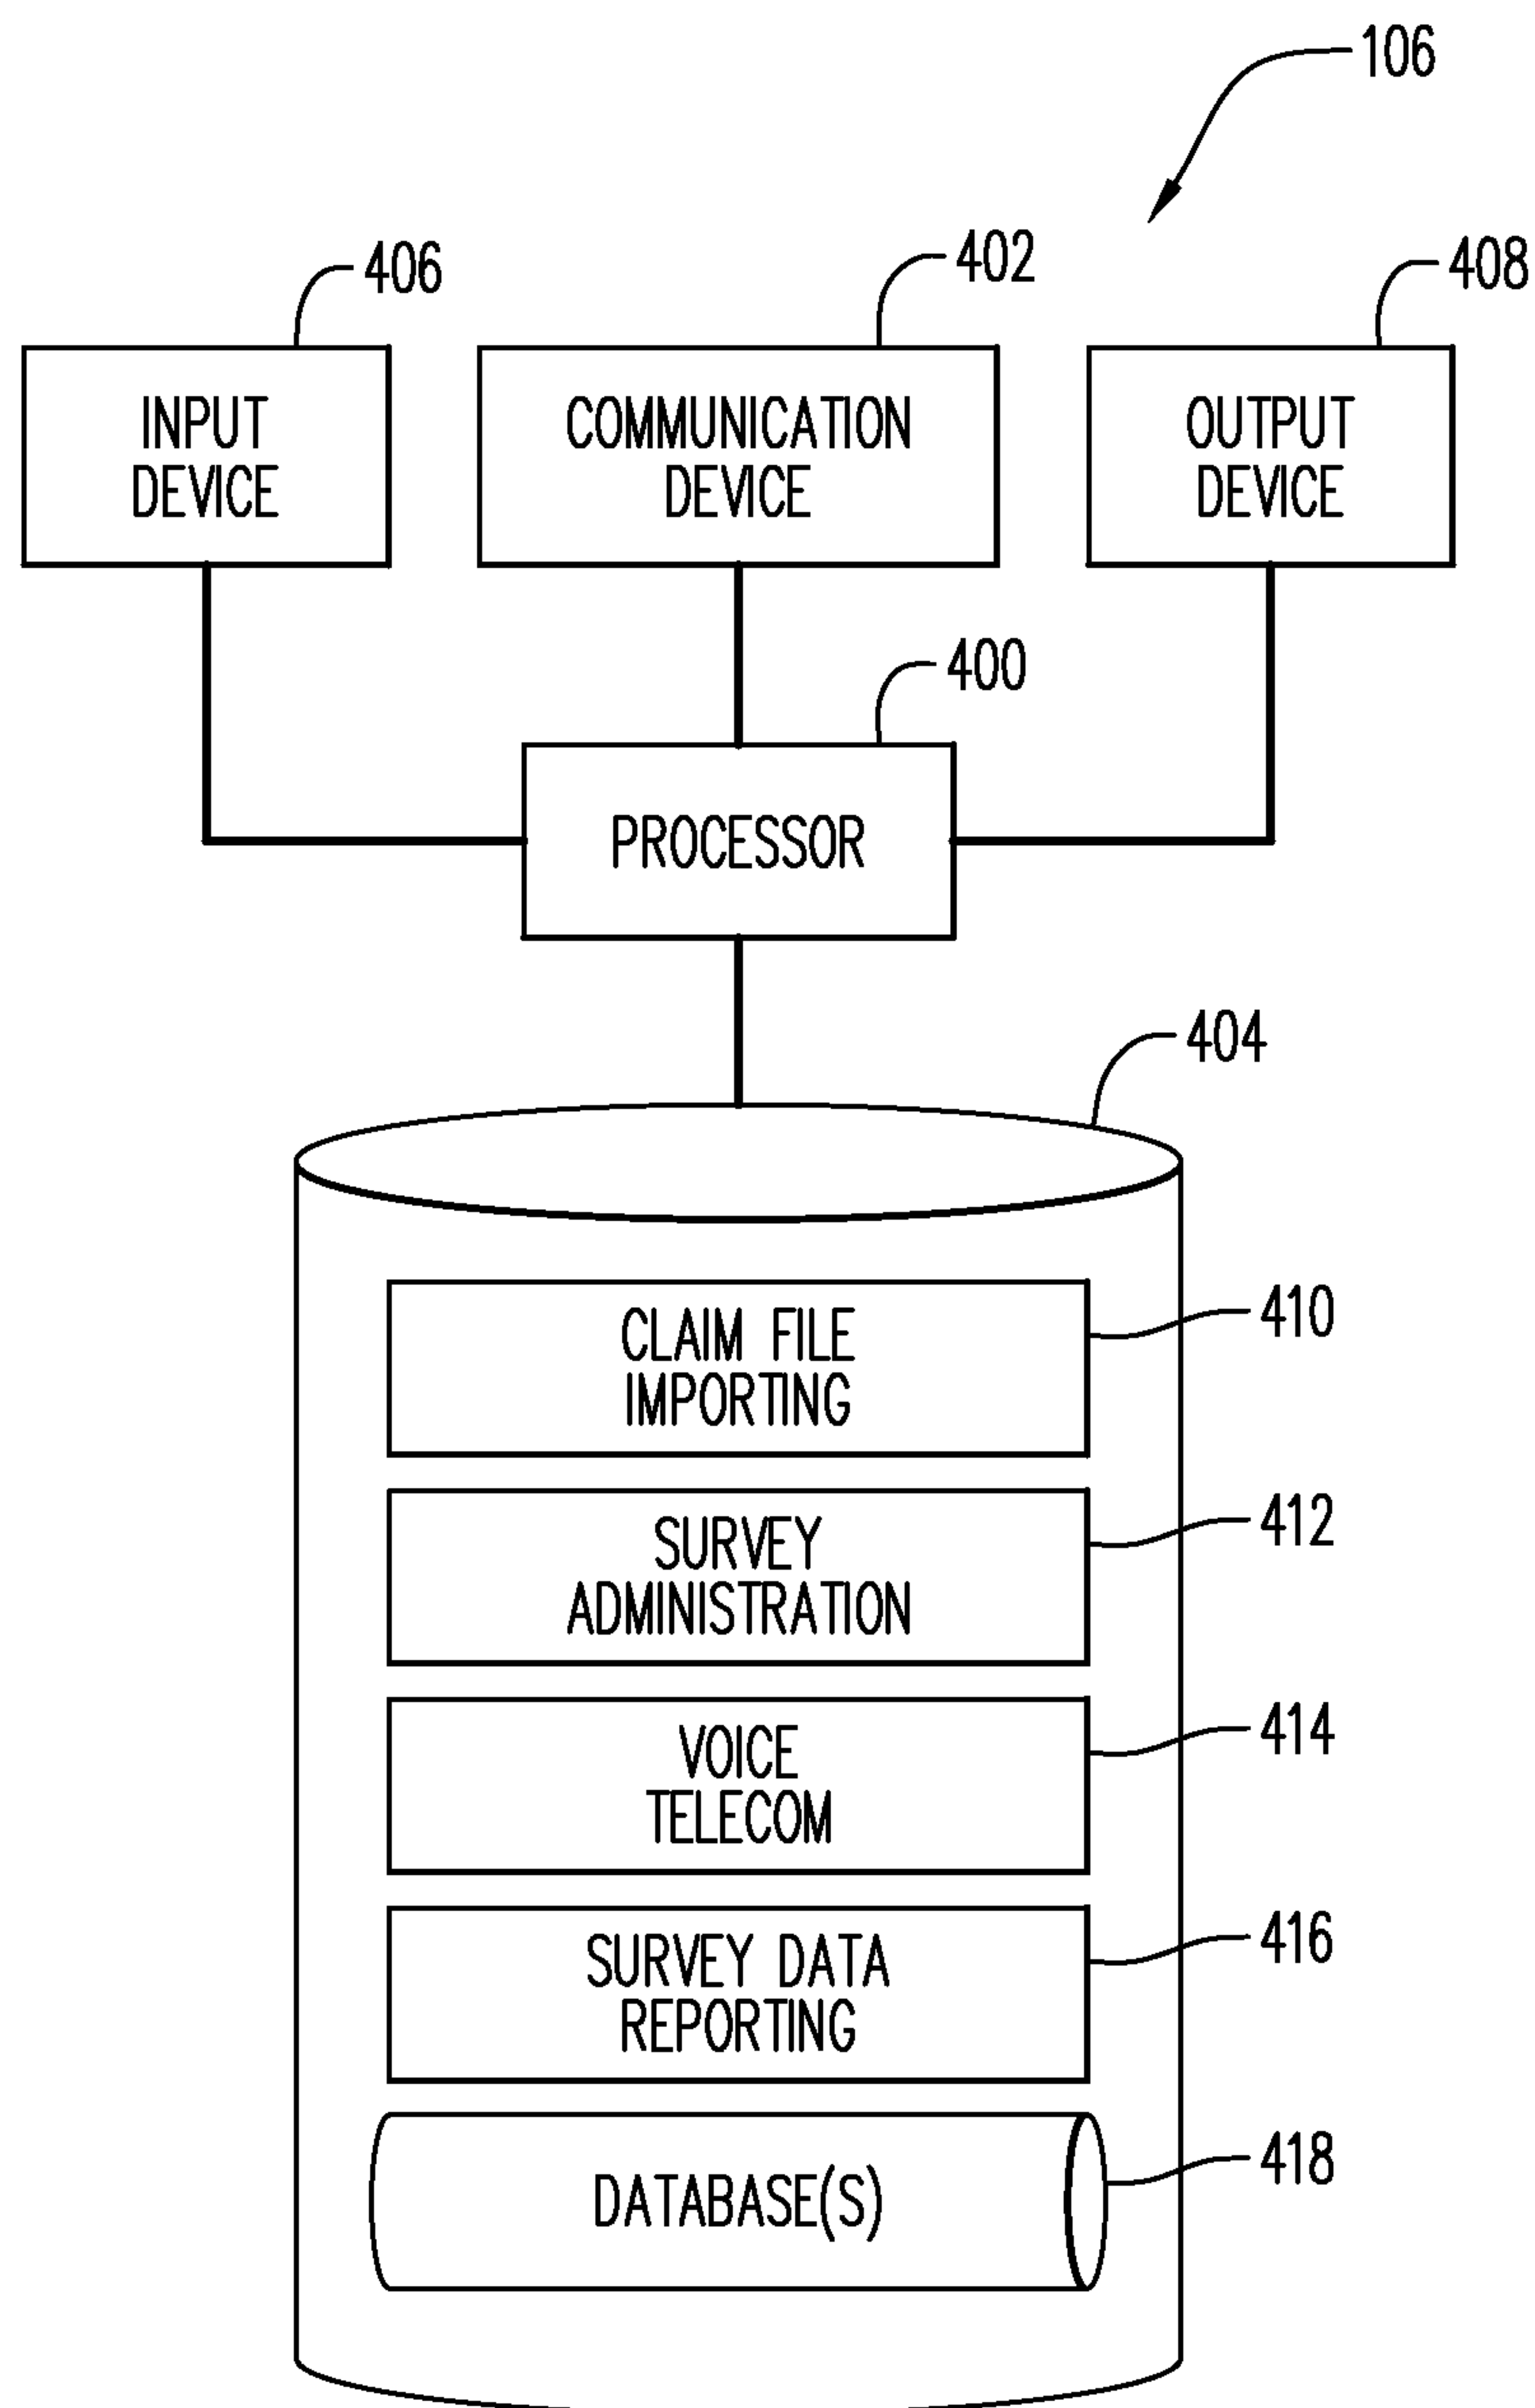 106
406
402
408
INPUT
DEVICE
COMMUNICATION
DEVICE
OUTPUT
DEVICE
400
PROCESSOR
404
CLAIM FILE
IMPORTING
410
SURVEY
ADMINISTRATION
412
VOICE
TELECOM
414
SURVEY DATA
REPORTING
416
DATABASE(S)
418